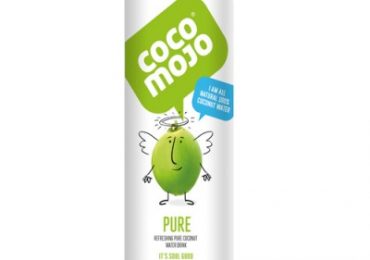 COCO®
MOJO
I AM ALL
NATURAL 100%
COCONUT WATER
PURE
REFRESHING PURE COCONUT
WATER DRINK
IT'S SOUL GOOD